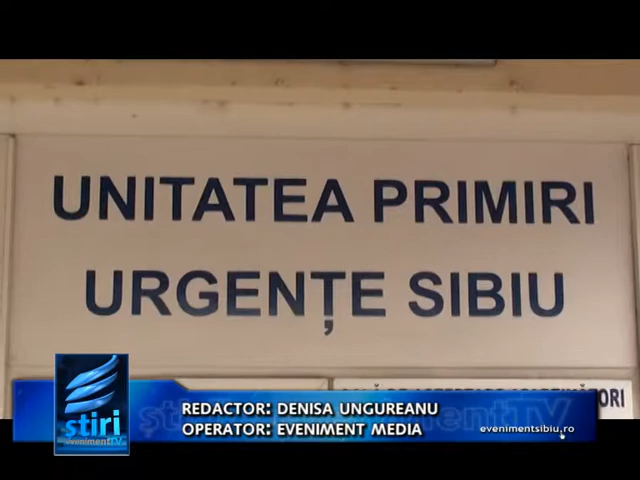 UNITATEA PRIMIRI
URGENȚE SIBIU
știri
evenimentTV
REDACTOR: DENISA UNGUREANU
OPERATOR: EVENIMENT MEDIA
evenimentsibiu.ro